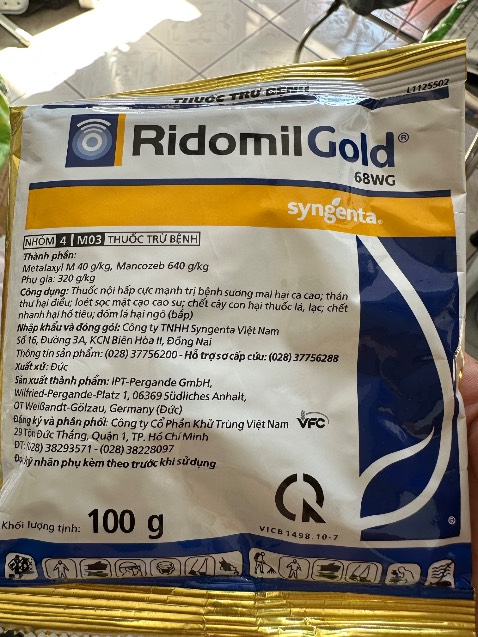 THUỐC TRỪ BỆNH
L1125502
RidomilGold®
68WG
syngenta
NHÓM 4 M03 THUỐC TRỪ BỆNH
Thành phần:
Metalaxyl M 40 g/kg, Mancozeb 640 g/kg
Phụ gia: 320 g/kg
Công dụng: Thuốc nội hấp cực mạnh trị bệnh sương mai hại ca cao; thán
thư hại điều; loét sọc mặt cạo cao su; chết cây con hại thuốc lá, lạc; chết
nhanh hại hồ tiêu; đốm lá hại ngô (bắp)
Nhập khẩu và đóng gói: Công ty TNHH Syngenta Việt Nam
Số 16, Đường 3A, KCN Biên Hòa II, Đồng Nai
Thông tin sản phẩm: (028) 37756200 - Hỗ trợ sơ cấp cứu: (028) 37756288
Xuất xứ: Đức
Sản xuất thành phẩm: IPT-Pergande GmbH,
Wilfried-Pergande-Platz 1, 06369 Südliches Anhalt,
OT Weißandt-Gölzau, Germany (Đức)
Đăng ký và phân phối: Công ty Cổ Phần Khử Trùng Việt Nam VFC
29 Tôn Đức Thắng, Quận 1, TP. Hồ Chí Minh
ĐT: (028) 38293571 - (028) 38228097
Đọc kỹ nhãn phụ kèm theo trước khi sử dụng
Khối lượng tịnh: 100 g
VICB 1498.10-7
®